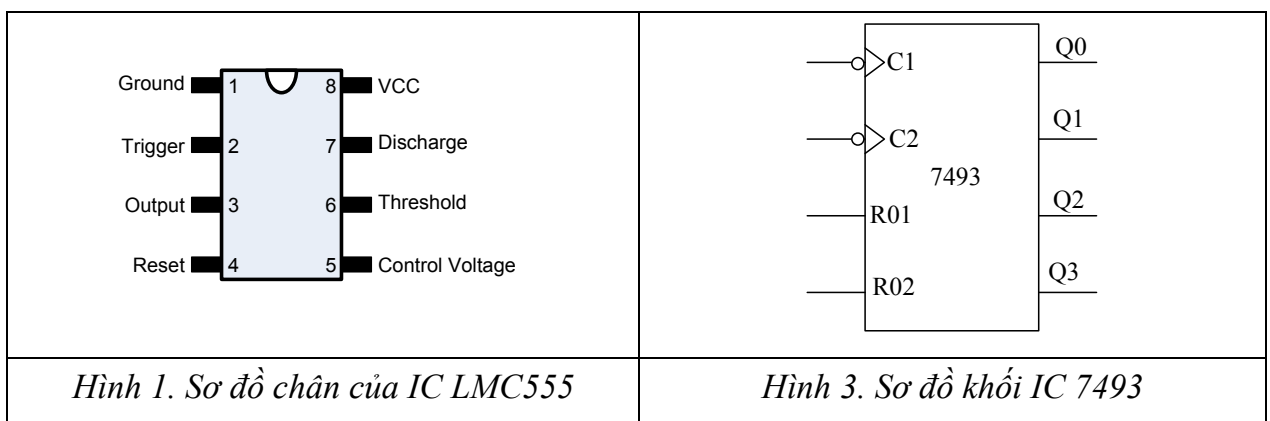 Ground 1 8 VCC
Trigger 2 7 Discharge
Output 3 6 Threshold
Reset 4 5 Control Voltage
Hình 1. Sơ đồ chân của IC LMC555
C1 Q0
C2 Q1
7493
R01 Q2
R02 Q3
Hình 3. Sơ đồ khối IC 7493